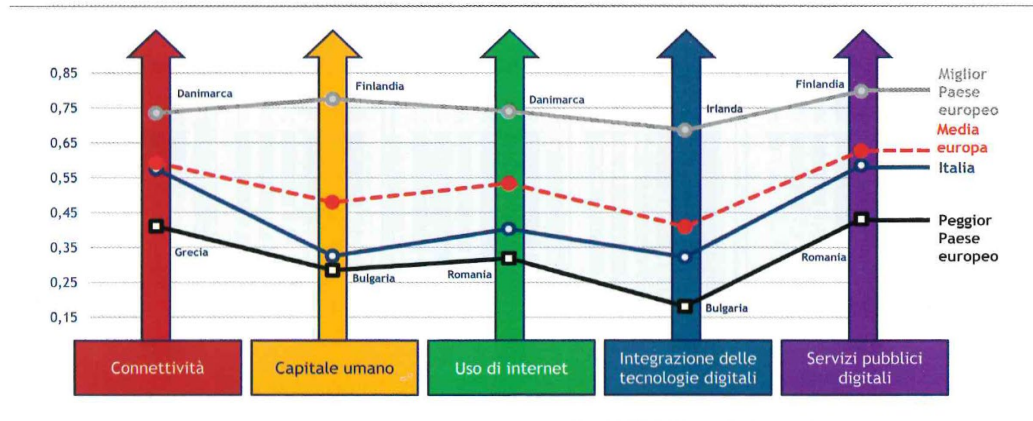 0,85
0,75
0,65
0,55
0,45
0,35
0,25
0,15
Danimarca
Finlandia
Danimarca
Irlanda
Finlandia
Grecia
Bulgaria
Romania
Bulgaria
Romania
Miglior
Paese
europeo
Media
europa
Italia
Peggior
Paese
europeo
Connettività
Capitale umano
Uso di internet
Integrazione delle
tecnologie digitali
Servizi pubblici
digitali